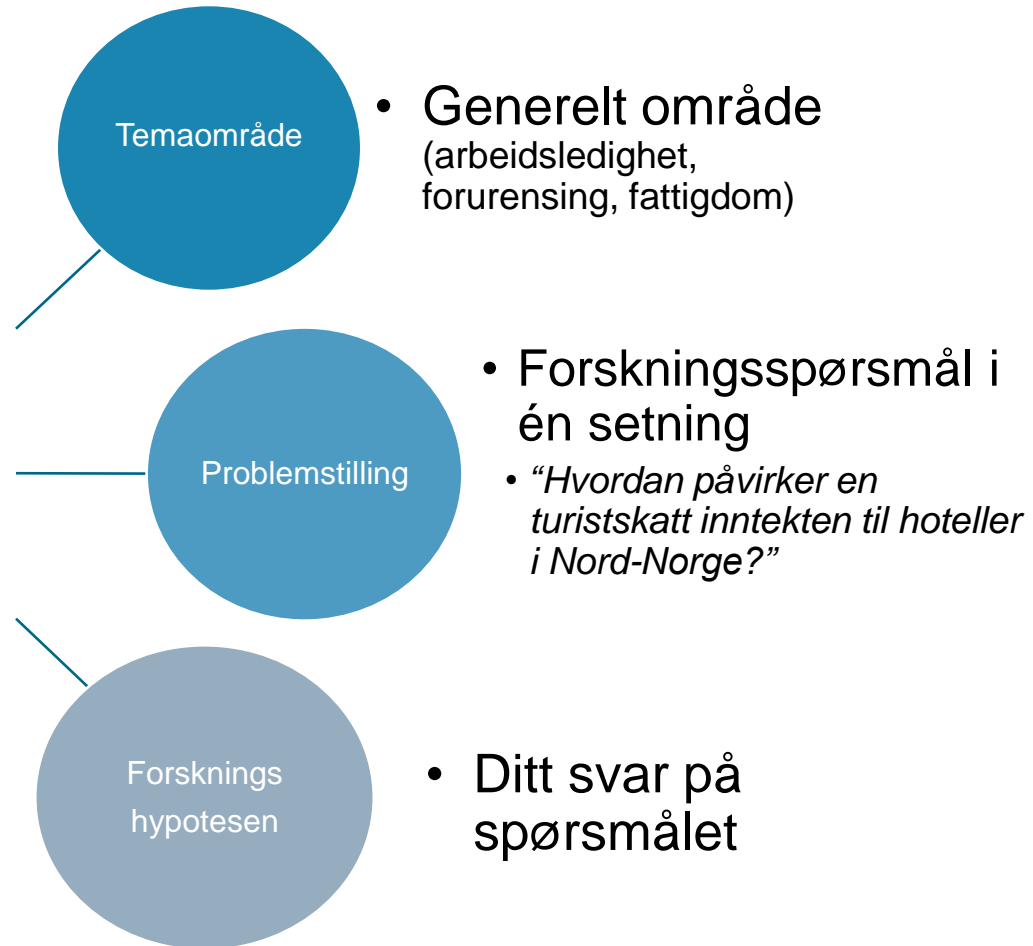 Temaområde
• Generelt område
(arbeidsledighet,
forurensing, fattigdom)
Problemstilling
• Forskningsspørsmål i
én setning
• “Hvordan påvirker en
turistskatt inntekten til hoteller
i Nord-Norge?”
Forsknings
hypotesen
• Ditt svar på
spørsmålet